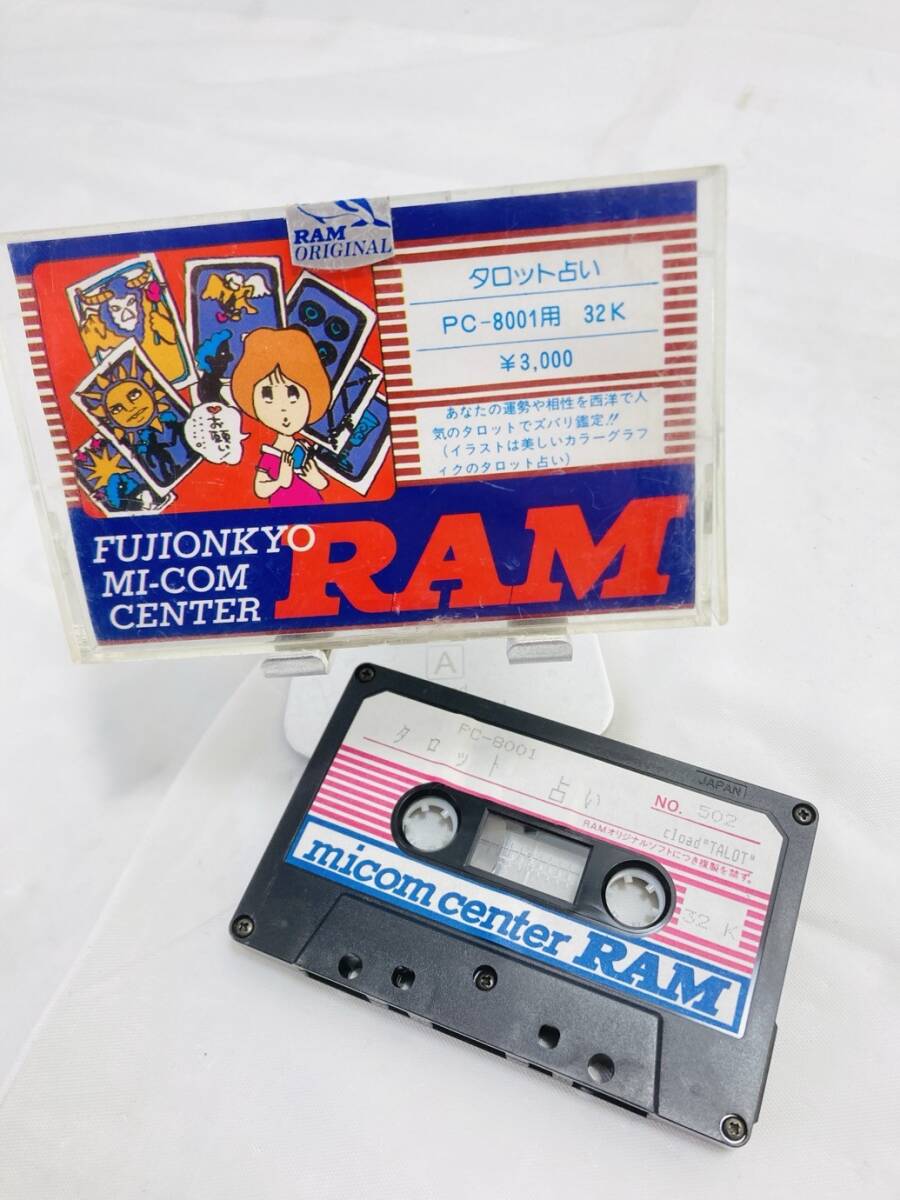 RAM
ORIGINAL
タロット占い
PC-8001用 32K
¥3,000
あなたの運勢や相性を西洋で人
気のタロットでズバリ鑑定!!
(イラストは美しいカラーグラフ
ィクのタロット占い)
お願い!
FUJIONKYO
MI-COM
CENTER
RAM
A
JAPAN
PC-8001
タロット 占い
NO. 502
cload"TALOT"
RAMオリジナルソフトにつき複製を禁ず。
32 K
micom center RAM